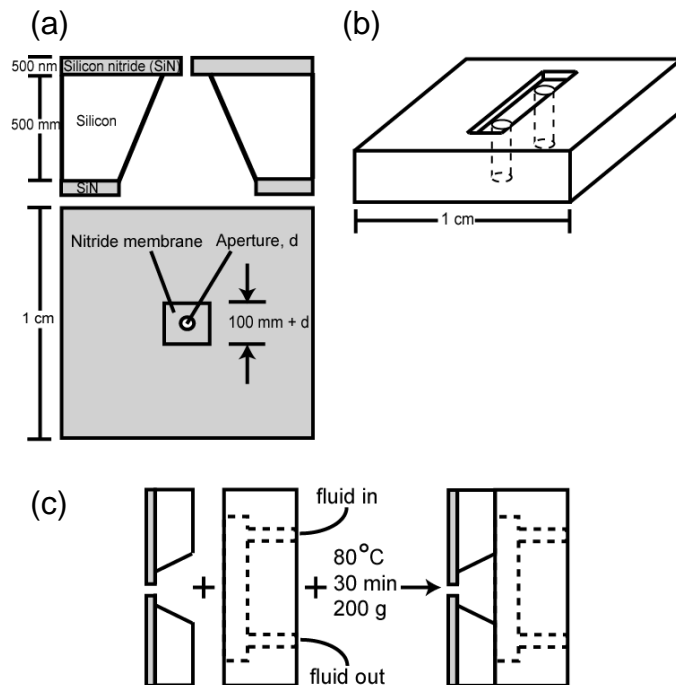 (a)
500 nm
Silicon nitride (SiN)
500 mm
Silicon
SiN
Nitride membrane
Aperture, d
1 cm
100 mm + d
(b)
1 cm
(c)
fluid in
+
+
80°C
30 min
200 g
fluid out